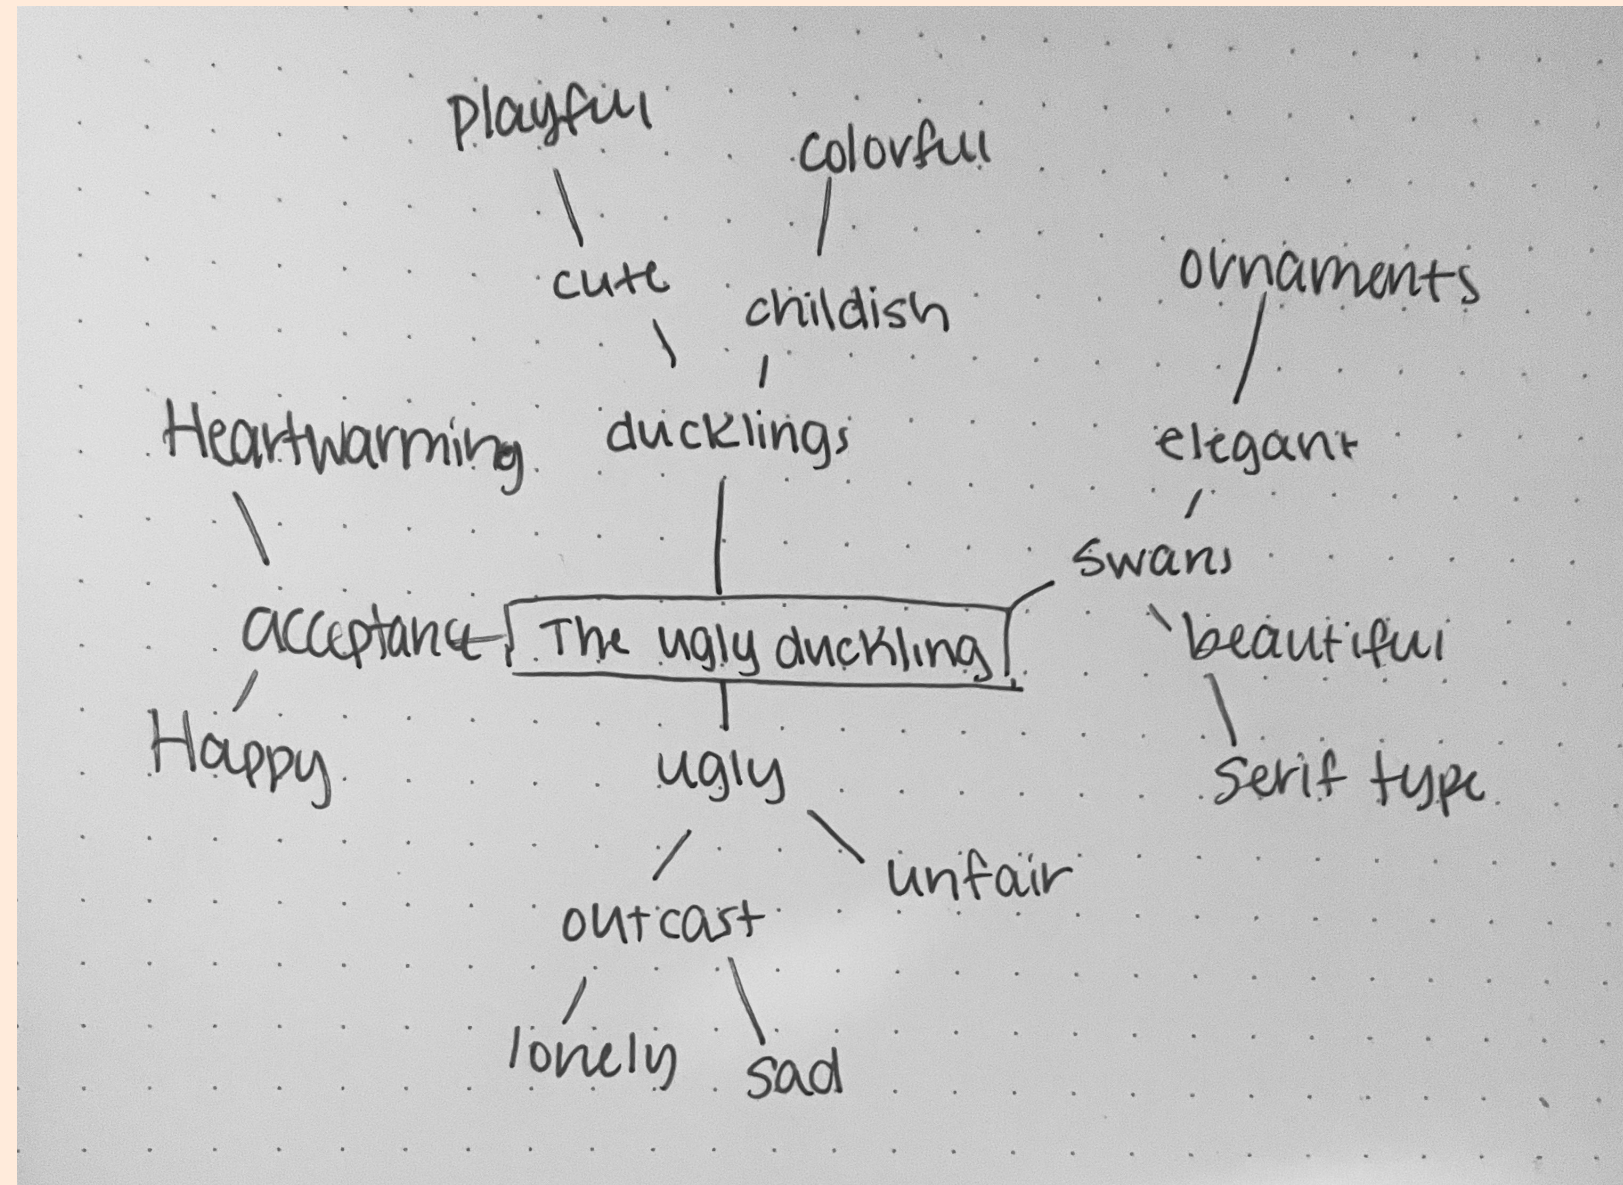 playful
colorful
ornaments
cute
childish
Heartwarming
ducklings
elegant
swans
acceptance
The ugly duckling
beautiful
Happy
ugly
serif type
unfair
outcast
lonely
sad